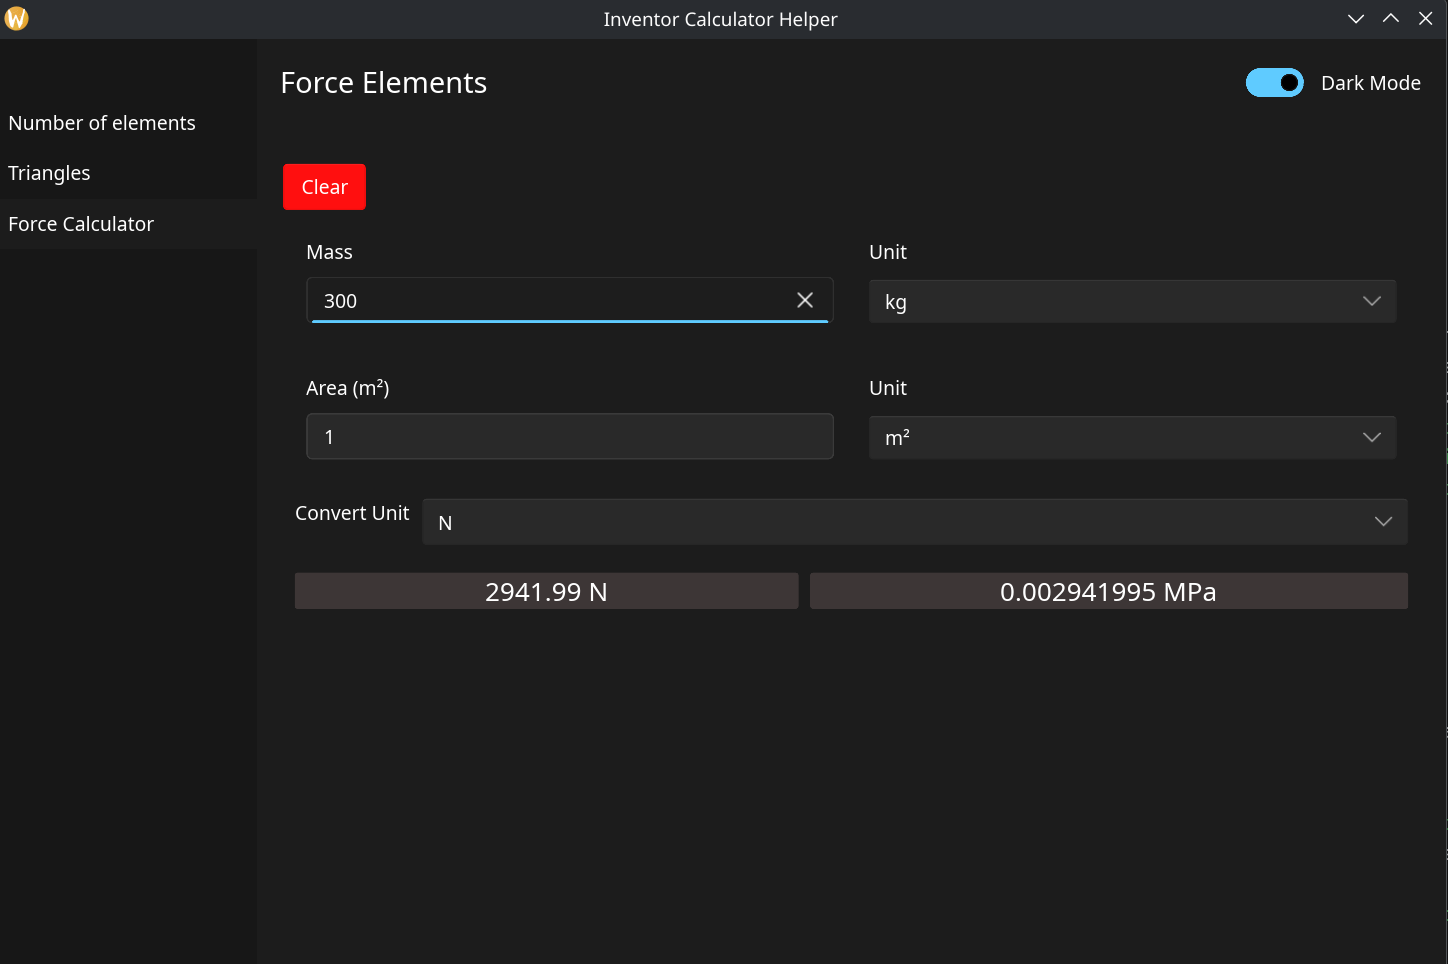 Inventor Calculator Helper
Force Elements
Dark Mode
Number of elements
Triangles
Force Calculator
Clear
Mass
Unit
300
kg
Area (m²)
Unit
1
m²
Convert Unit
N
2941.99 N
0.002941995 MPa